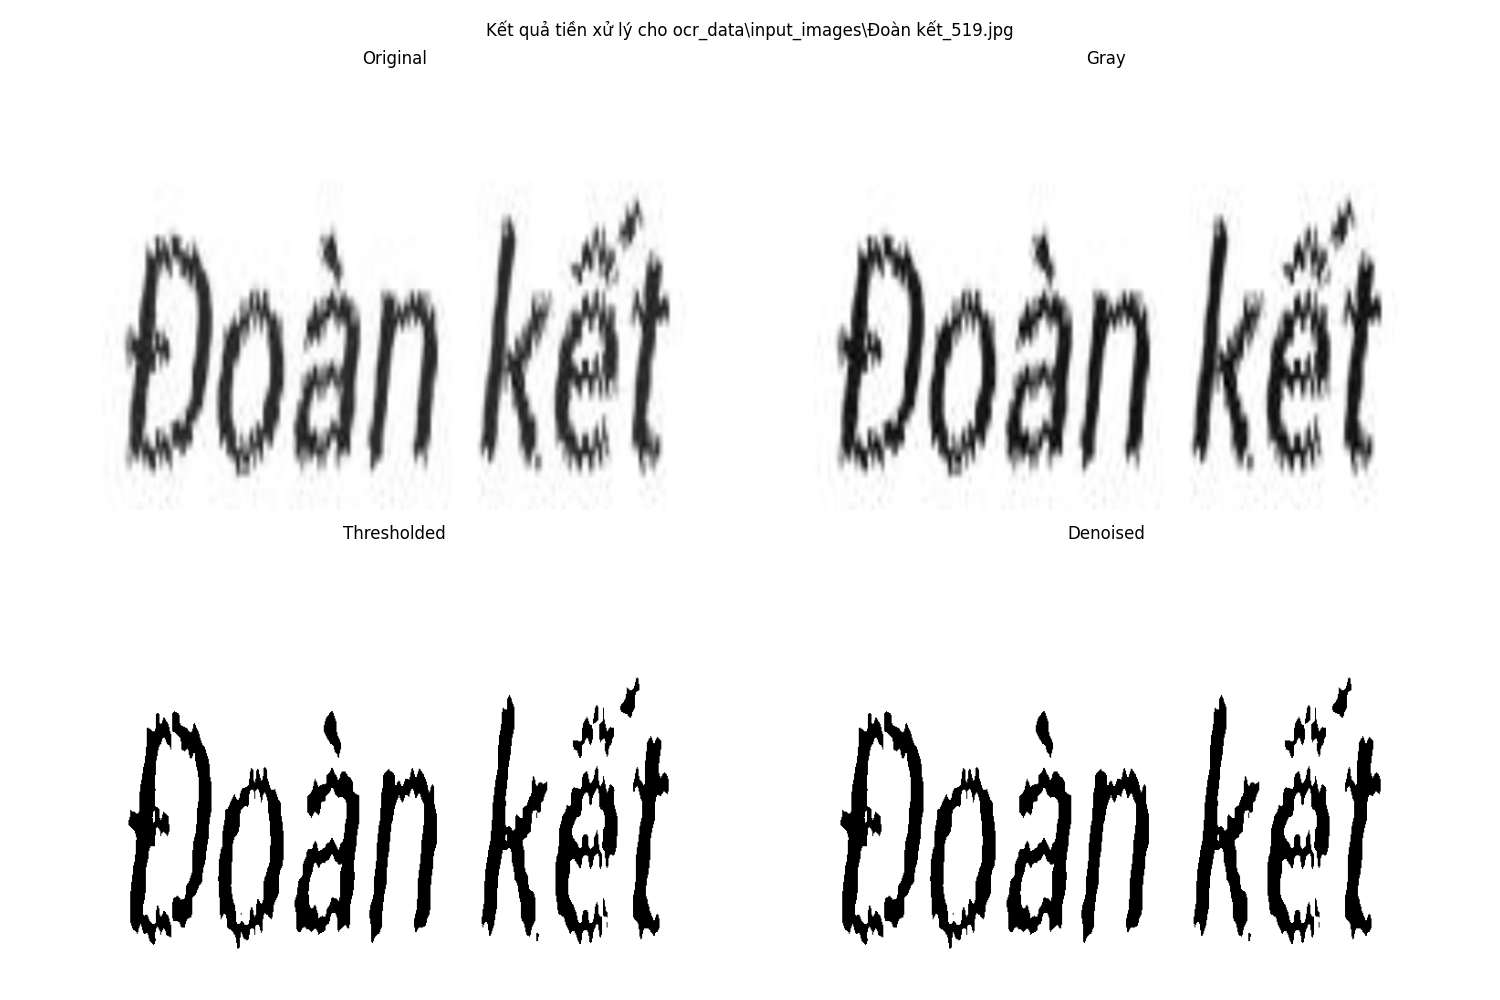 Kết quả tiền xử lý cho ocr_data\input_images\Đoàn kết_519.jpg
Original
Gray
Đoàn kết
Đoàn kết
Thresholded
Denoised
Đoàn kết
Đoàn kết